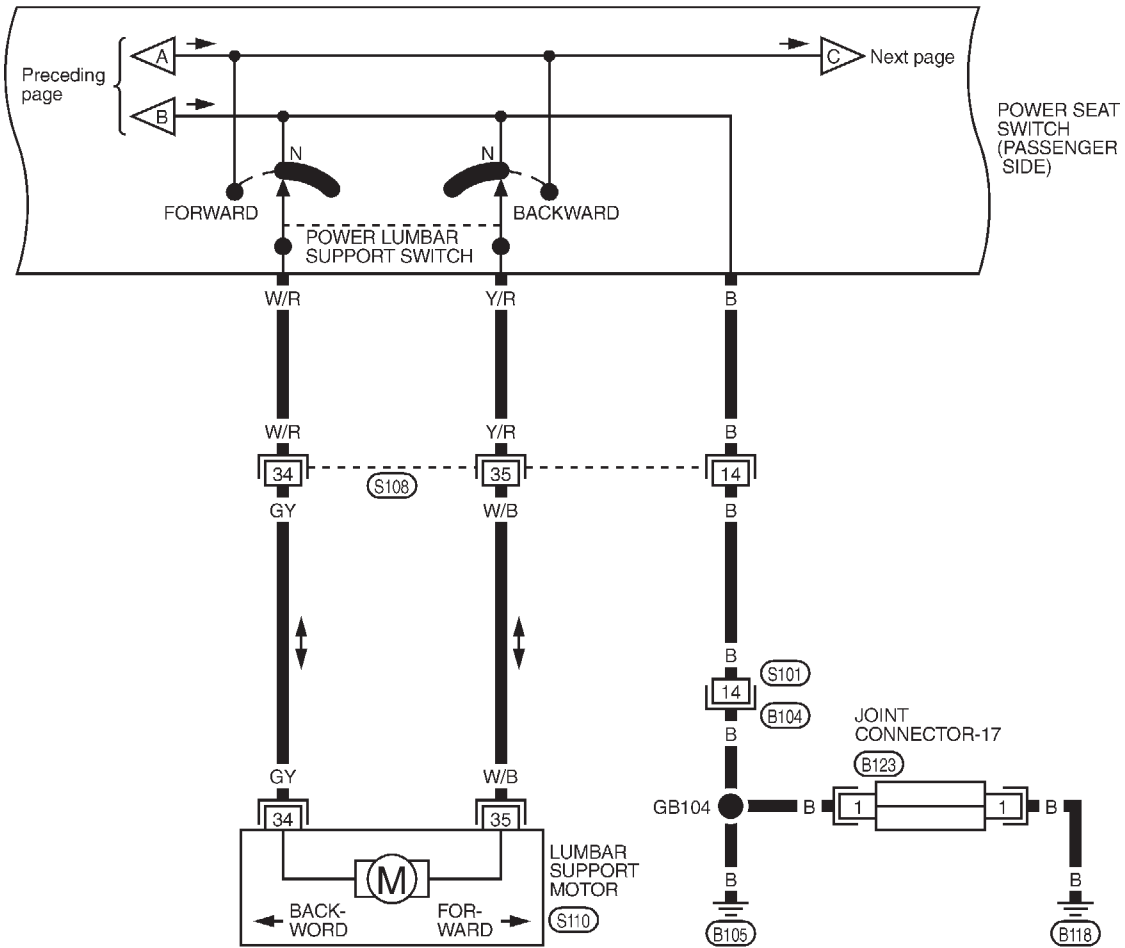 A
C
Next page
Preceding
page
B
POWER SEAT
SWITCH
(PASSENGER
SIDE)
N
N
FORWARD
BACKWARD
POWER LUMBAR
SUPPORT SWITCH
W/R
Y/R
B
W/R
Y/R
B
34
35
14
S108
GY
W/B
B
B
S101
14
B104
B
JOINT
CONNECTOR-17
B123
GY
W/B
GB104
B
1
1
B
34
35
LUMBAR
SUPPORT
MOTOR
M
B
B
BACK-
WORD
FOR-
WARD
S110
B105
B118